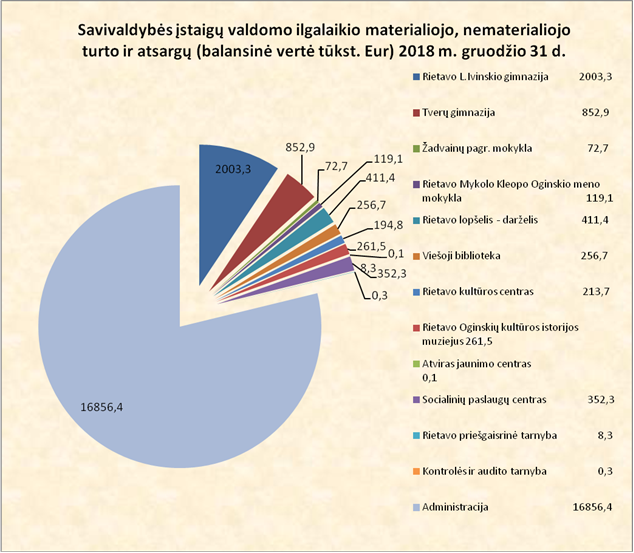 Savivaldybės įstaigų valdomo ilgalaikio materialiojo, nematerialiojo
turto ir atsargų (balansinė vertė tūkst. Eur) 2018 m. gruodžio 31 d.
2003,3
852,9
72,7
119,1
411,4
256,7
194,8
261,5
0,1
8,3
352,3
0,3
16856,4
Rietavo L.Ivinskio gimnazija 2003,3
Tverų gimnazija 852,9
Žadvainų pagr. mokykla 72,7
Rietavo Mykolo Kleopo Oginskio meno
mokykla 119,1
Rietavo lopšelis - darželis 411,4
Viešoji biblioteka 256,7
Rietavo kultūros centras 213,7
Rietavo Oginskių kultūros istorijos
muziejus 261,5
Atviras jaunimo centras
0,1
Socialinių paslaugų centras 352,3
Rietavo priešgaisrinė tarnyba 8,3
Kontrolės ir audito tarnyba 0,3
Administracija 16856,4